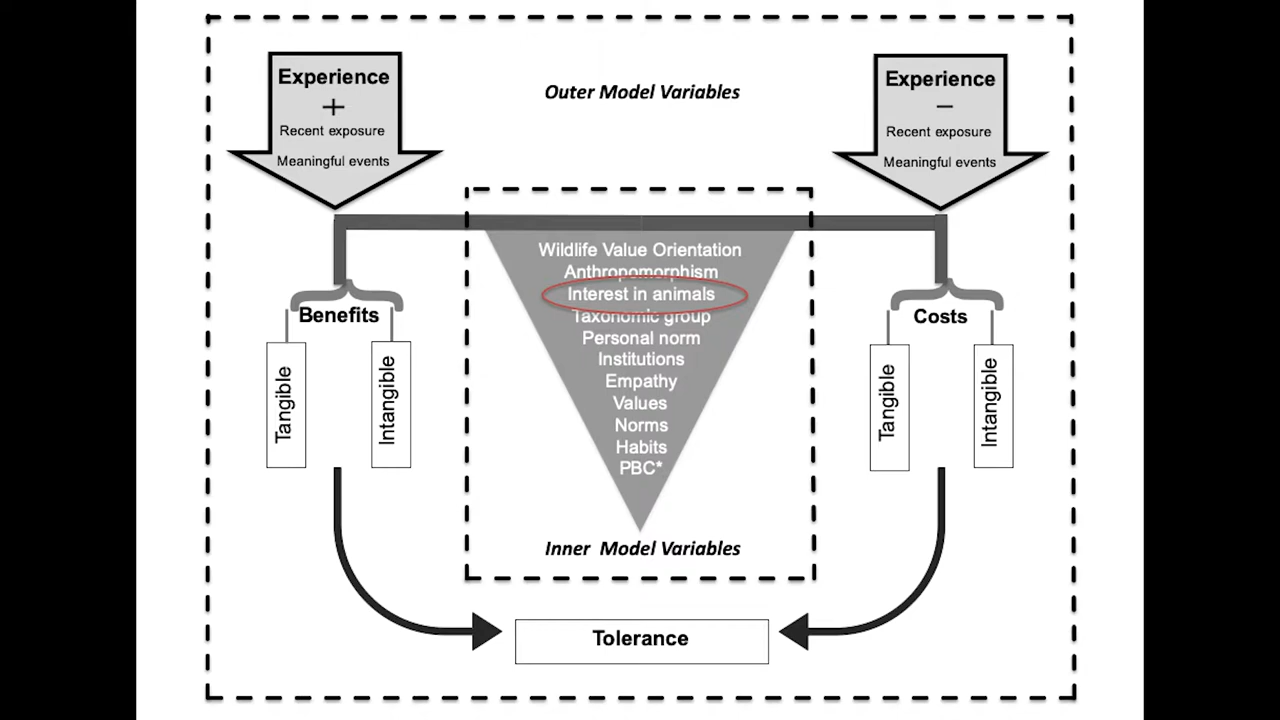 Experience
+
Recent exposure
Meaningful events
Outer Model Variables
Experience
−
Recent exposure
Meaningful events
Wildlife Value Orientation
Anthropomorphism
Interest in animals
Taxonomic group
Personal norm
Institutions
Empathy
Values
Norms
Habits
PBC*
Inner Model Variables
Benefits
Tangible
Intangible
Costs
Tangible
Intangible
Tolerance